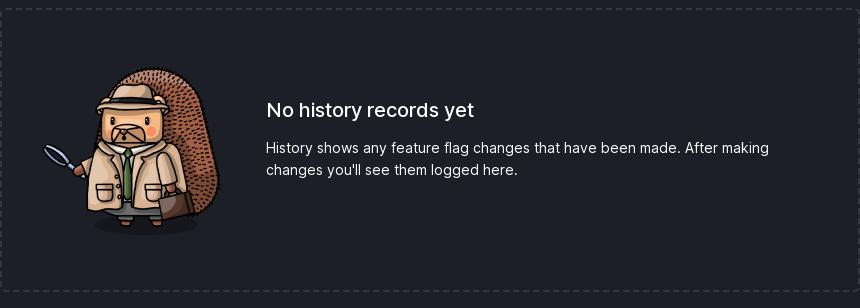 No history records yet
History shows any feature flag changes that have been made. After making
changes you'll see them logged here.